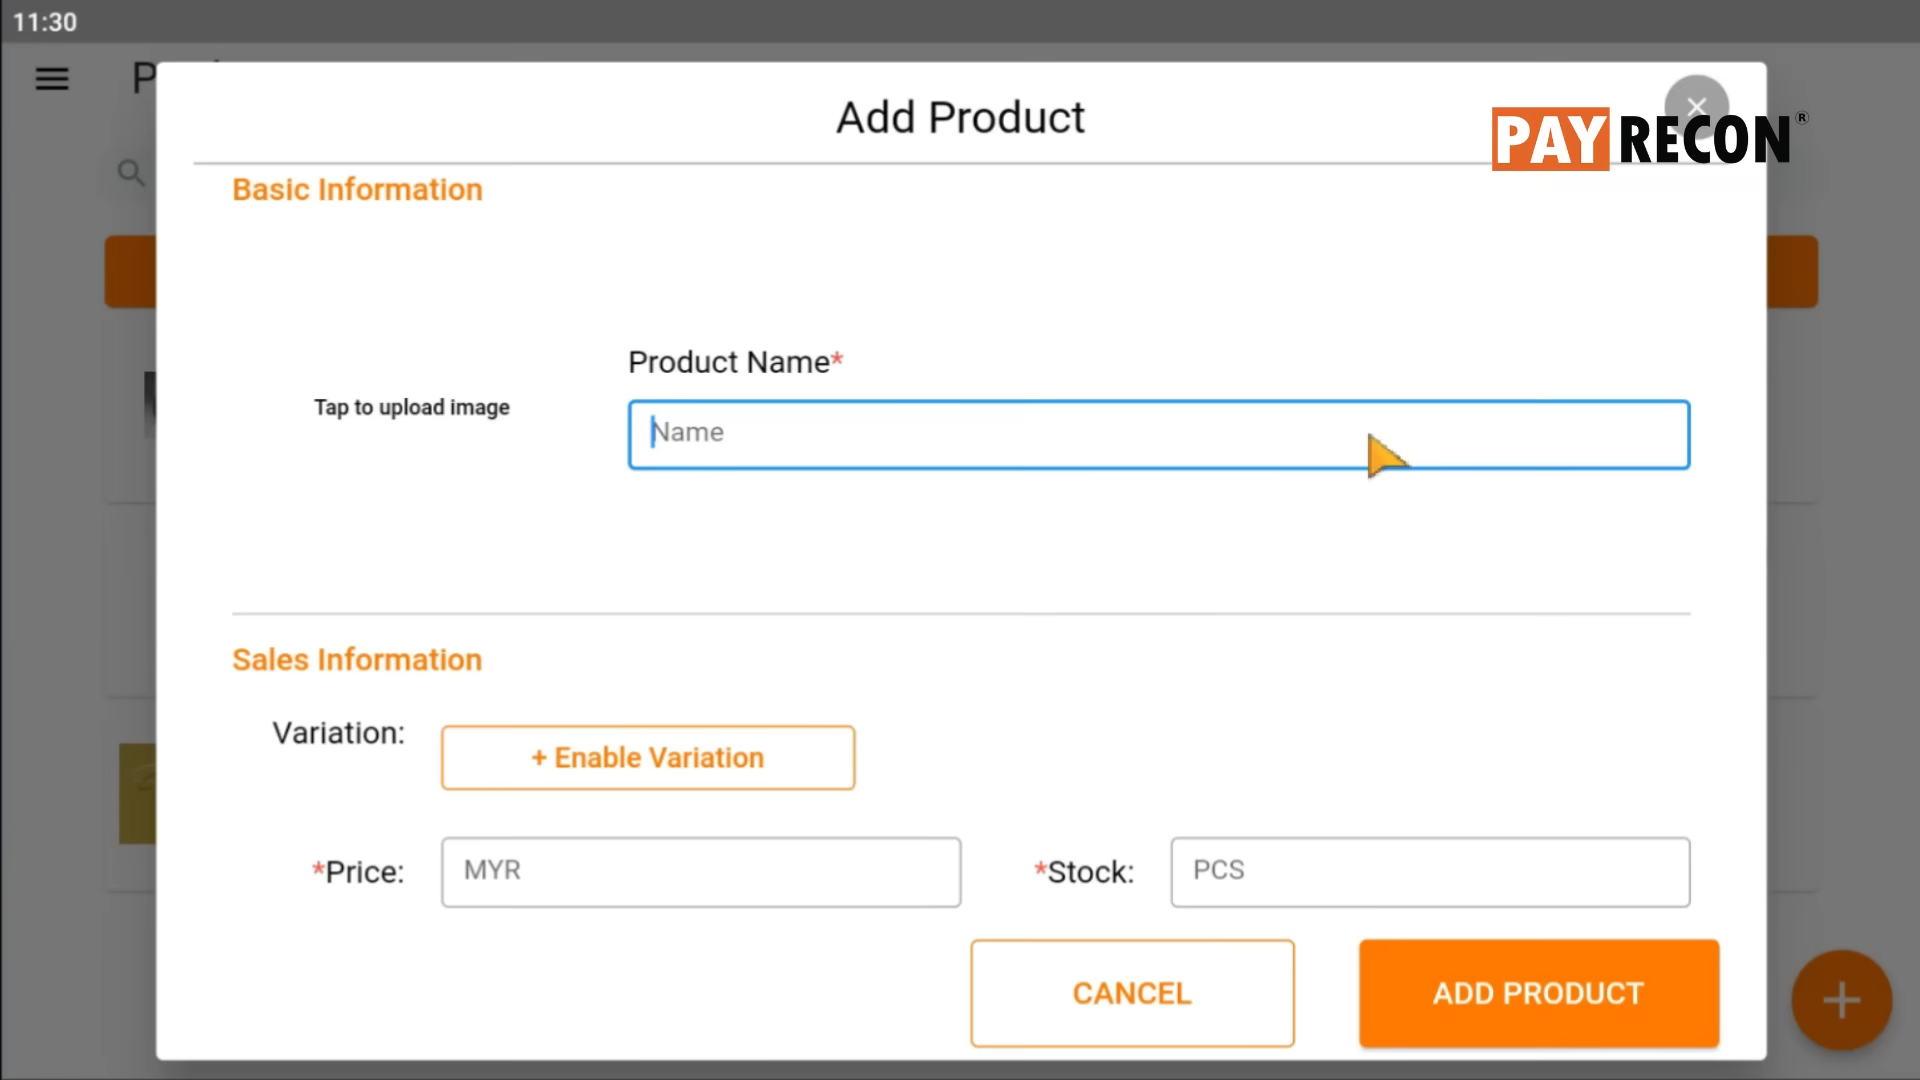 11:30
Add Product
PAY RECON®
Basic Information
Product Name*
Tap to upload image
Name
Sales Information
Variation:
+ Enable Variation
*Price:
MYR
*Stock:
PCS
CANCEL
ADD PRODUCT